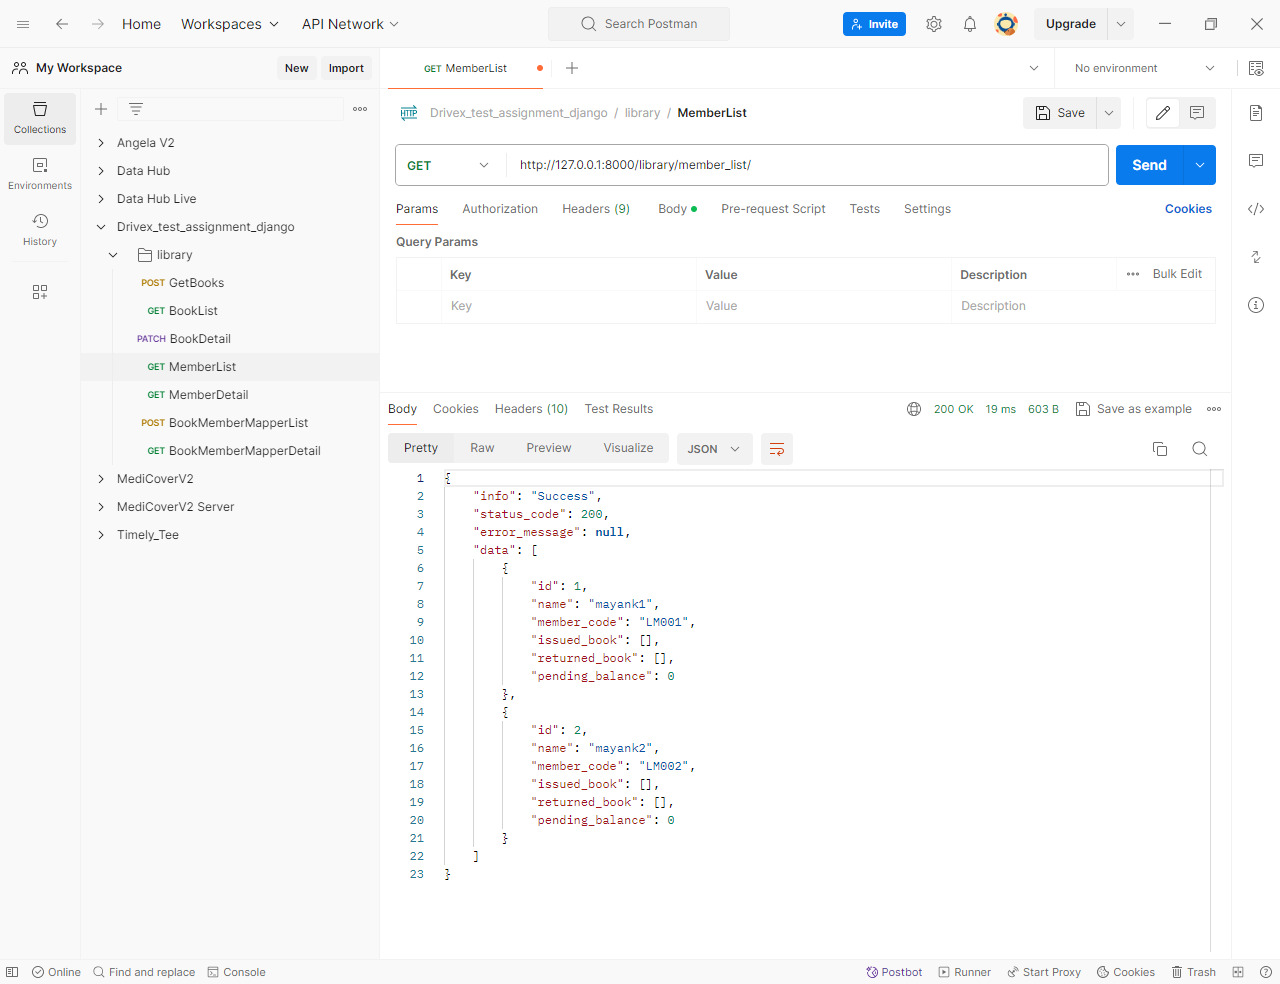 Home Workspaces API Network Search Postman Invite Upgrade
My Workspace New Import GET MemberList No environment
Collections
Environments
History
Angela V2
Data Hub
Data Hub Live
Drivex_test_assignment_django
library
POST GetBooks
GET BookList
PATCH BookDetail
GET MemberList
GET MemberDetail
POST BookMemberMapperList
GET BookMemberMapperDetail
MediCoverV2
MediCoverV2 Server
Timely_Tee
HTTP Drivex_test_assignment_django / library / MemberList Save
GET http://127.0.0.1:8000/library/member_list/ Send
Params Authorization Headers (9) Body Pre-request Script Tests Settings Cookies
Query Params
Key Value Description Bulk Edit
Key Value Description
Body Cookies Headers (10) Test Results 200 OK 19 ms 603 B Save as example
Pretty Raw Preview Visualize JSON
1 {
2 "info": "Success",
3 "status_code": 200,
4 "error_message": null,
5 "data": [
6 {
7 "id": 1,
8 "name": "mayank1",
9 "member_code": "LM001",
10 "issued_book": [],
11 "returned_book": [],
12 "pending_balance": 0
13 },
14 {
15 "id": 2,
16 "name": "mayank2",
17 "member_code": "LM002",
18 "issued_book": [],
19 "returned_book": [],
20 "pending_balance": 0
21 }
22 ]
23 }
Online Find and replace Console Postbot Runner Start Proxy Cookies Trash